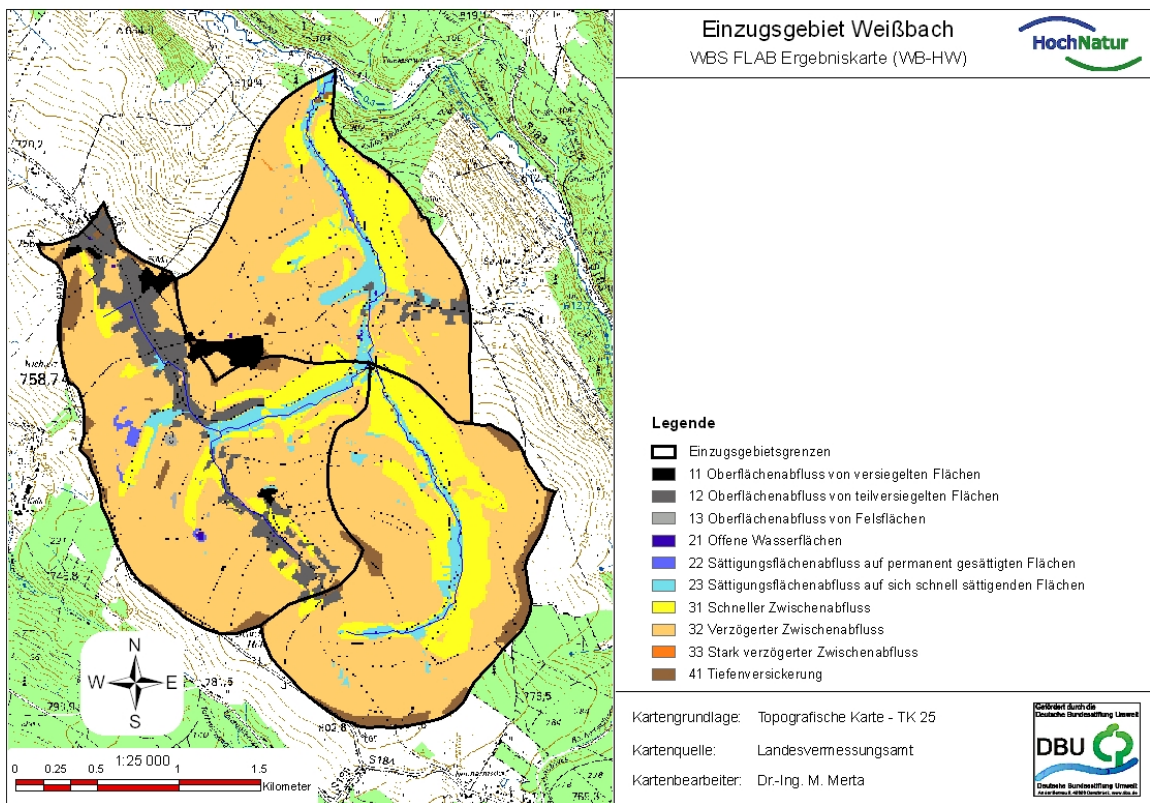 Einzugsgebiet Weißbach
WBS FLAB Ergebniskarte (WB-HW)
HochNatur
758,7
Legende
Einzugsgebietsgrenzen
11 Oberflächenabfluss von versiegelten Flächen
12 Oberflächenabfluss von teilversiegelten Flächen
13 Oberflächenabfluss von Felsflächen
21 Offene Wasserflächen
22 Sättigungsflächenabfluss auf permanent gesättigten Flächen
23 Sättigungsflächenabfluss auf sich schnell sättigenden Flächen
31 Schneller Zwischenabfluss
32 Verzögerter Zwischenabfluss
33 Stark verzögerter Zwischenabfluss
41 Tiefenversickerung
N
W E
S
S184
1:25 000
0 0.25 0.5 1 1.5
Kilometer
Kartengrundlage: Topografische Karte - TK 25
Kartenquelle: Landesvermessungsamt
Kartenbearbeiter: Dr.-Ing. M. Merta
Gefördert durch die
Deutsche Bundesstiftung Umwelt
DBU
Deutsche Bundesstiftung Umwelt